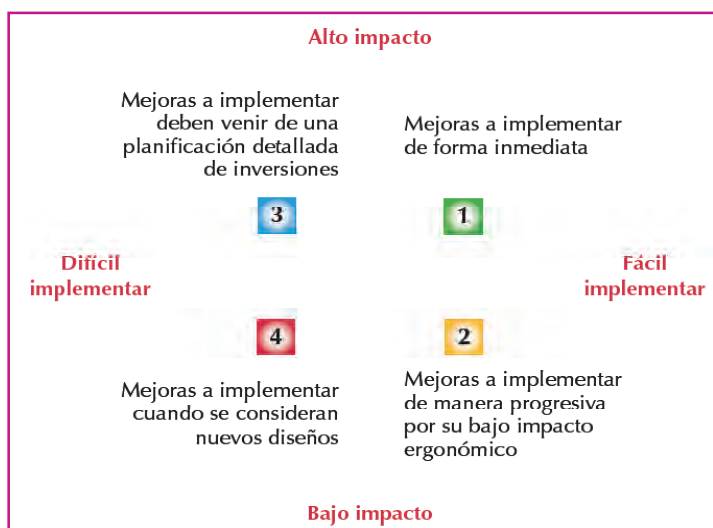 Alto impacto
Mejoras a implementar
deben venir de una
planificación detallada
de inversiones
Mejoras a implementar
de forma inmediata
3
1
Difícil
implementar
Fácil
implementar
4
2
Mejoras a implementar
cuando se consideran
nuevos diseños
Mejoras a implementar
de manera progresiva
por su bajo impacto
ergonómico
Bajo impacto